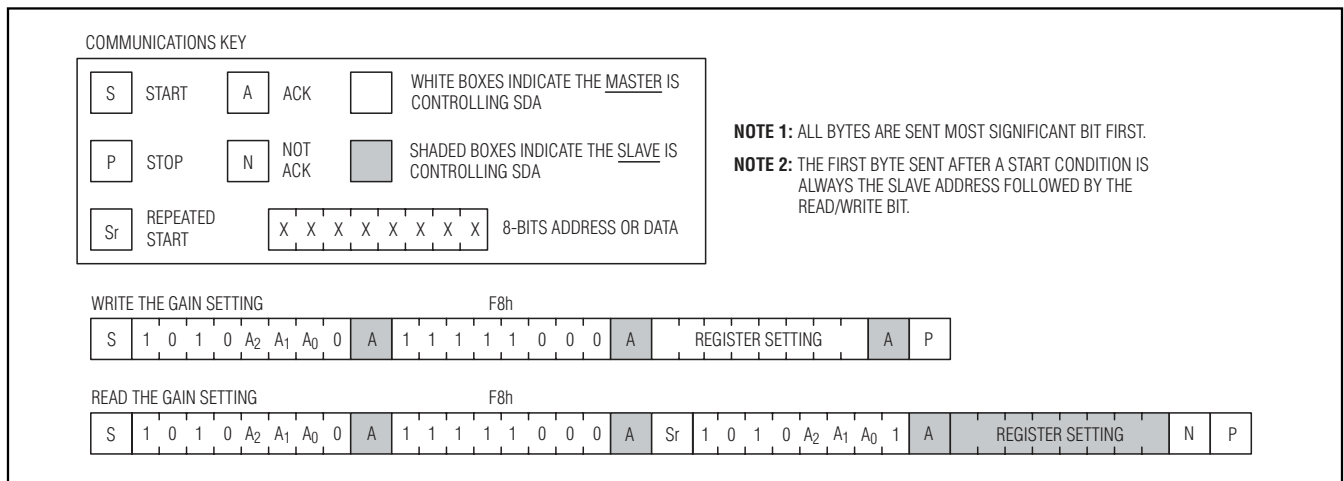 COMMUNICATIONS KEY
S START A ACK WHITE BOXES INDICATE THE MASTER IS
CONTROLLING SDA
P STOP N NOT
ACK SHADED BOXES INDICATE THE SLAVE IS
CONTROLLING SDA
Sr REPEATED
START X X X X X X X X 8-BITS ADDRESS OR DATA
NOTE 1: ALL BYTES ARE SENT MOST SIGNIFICANT BIT FIRST.
NOTE 2: THE FIRST BYTE SENT AFTER A START CONDITION IS
ALWAYS THE SLAVE ADDRESS FOLLOWED BY THE
READ/WRITE BIT.
WRITE THE GAIN SETTING F8h
S 1 0 1 0 A2 A1 A0 0 A 1 1 1 1 1 0 0 0 A REGISTER SETTING A P
READ THE GAIN SETTING F8h
S 1 0 1 0 A2 A1 A0 0 A 1 1 1 1 1 0 0 0 A Sr 1 0 1 0 A2 A1 A0 1 A REGISTER SETTING N P